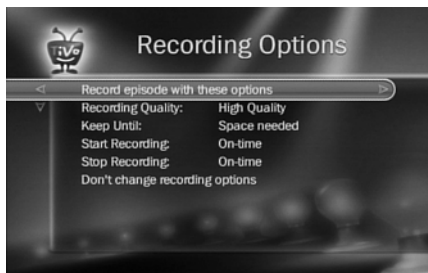 TiVo
Recording Options
Record episode with these options
Recording Quality: High Quality
Keep Until: Space needed
Start Recording: On-time
Stop Recording: On-time
Don't change recording options